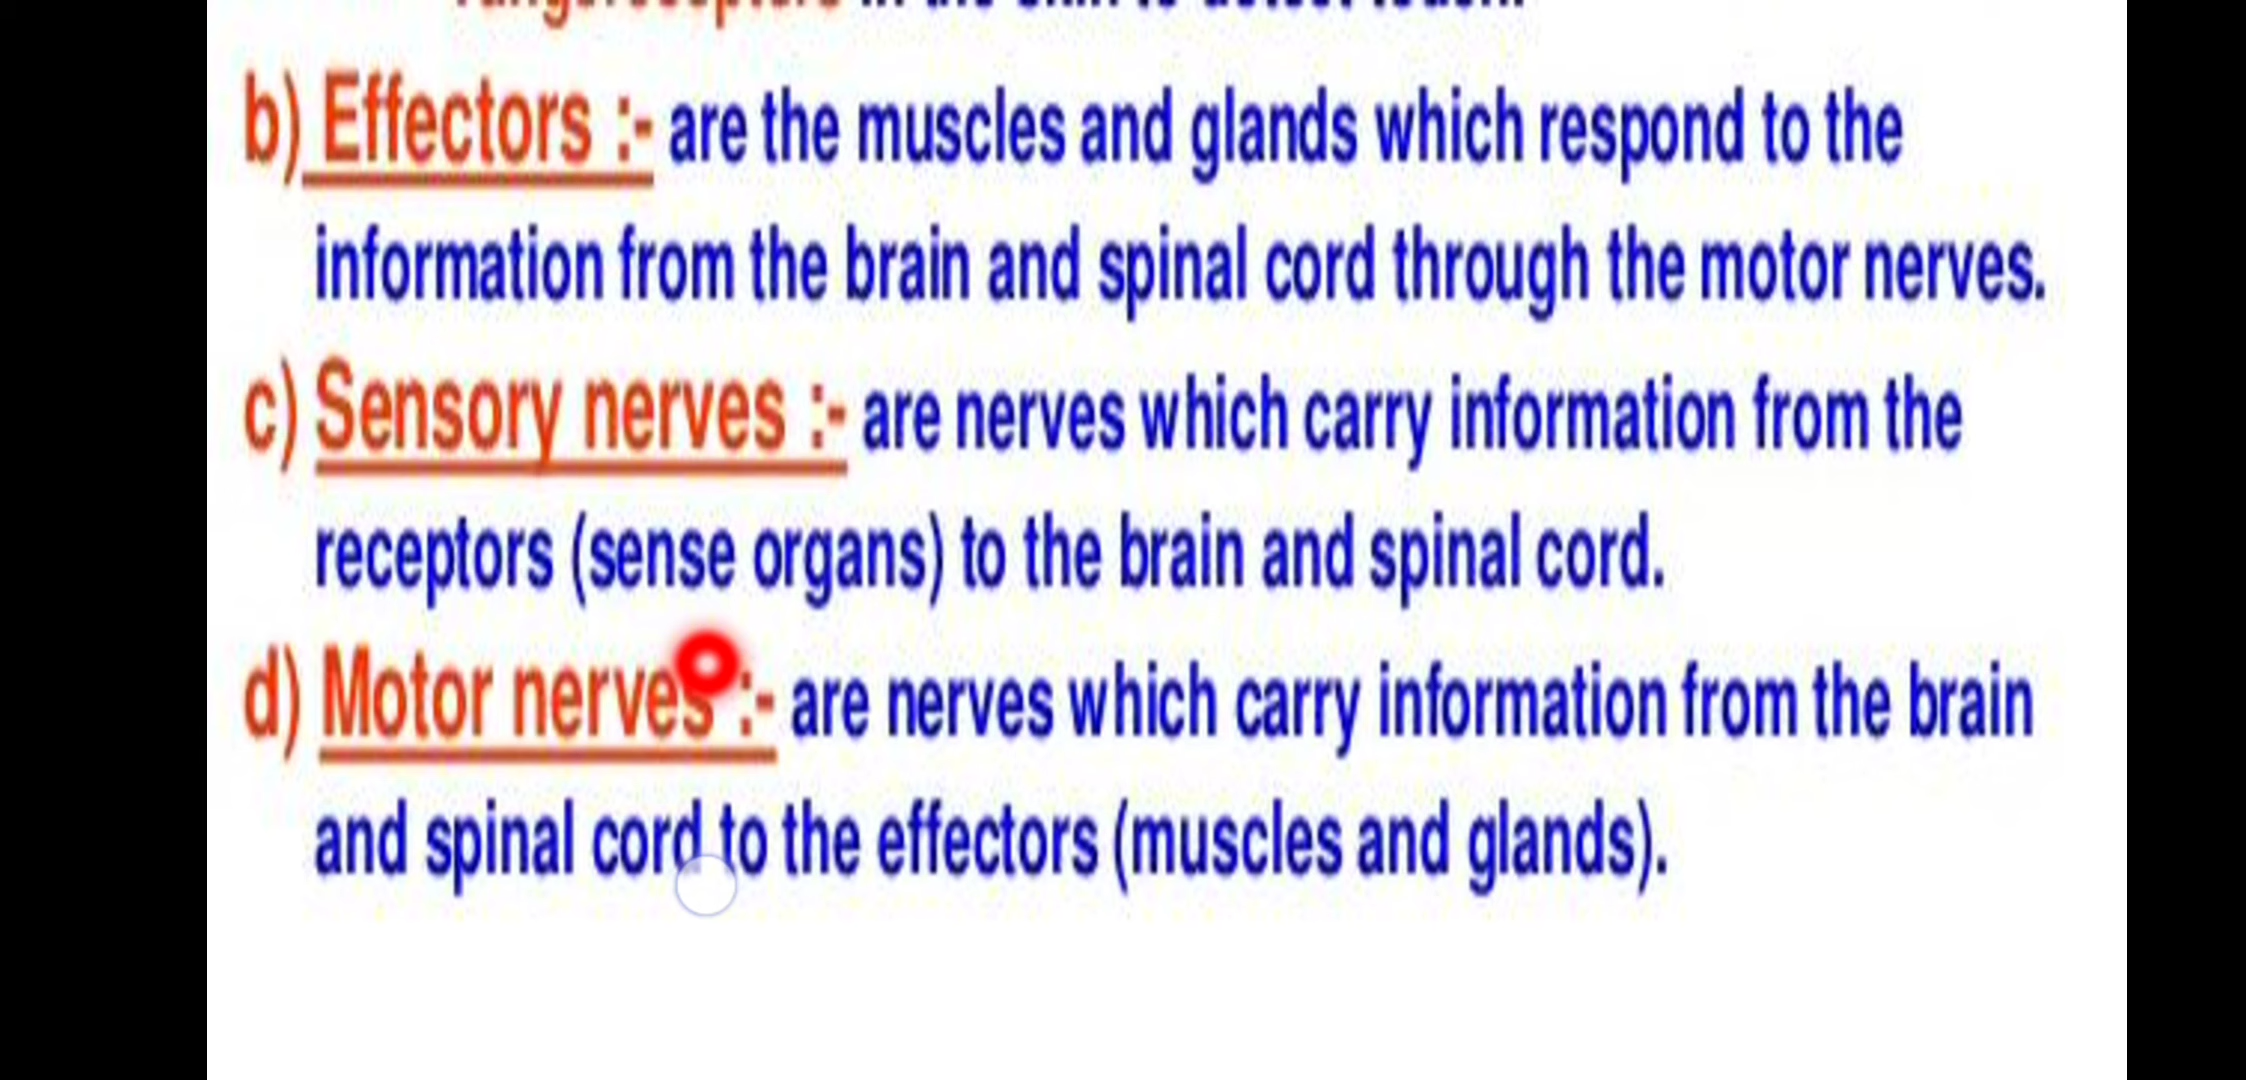 b) Effectors :- are the muscles and glands which respond to the
information from the brain and spinal cord through the motor nerves.
c) Sensory nerves :- are nerves which carry information from the
receptors (sense organs) to the brain and spinal cord.
d) Motor nerves :- are nerves which carry information from the brain
and spinal cord to the effectors (muscles and glands).